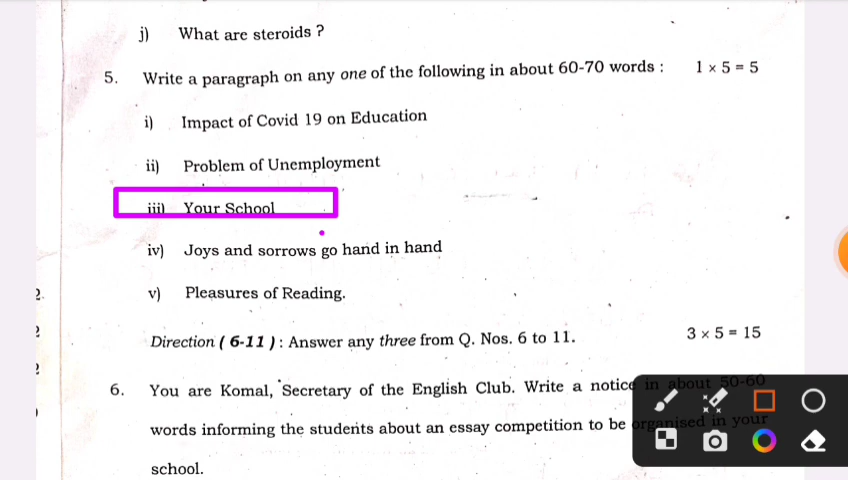 j) What are steroids ?
5. Write a paragraph on any one of the following in about 60-70 words : 1 × 5 = 5
i) Impact of Covid 19 on Education
ii) Problem of Unemployment
iii) Your School
iv) Joys and sorrows go hand in hand
v) Pleasures of Reading.
Direction ( 6-11 ) : Answer any three from Q. Nos. 6 to 11. 3 × 5 = 15
6. You are Komal, Secretary of the English Club. Write a notice in about 50-60
words informing the students about an essay competition to be organised in your
school.